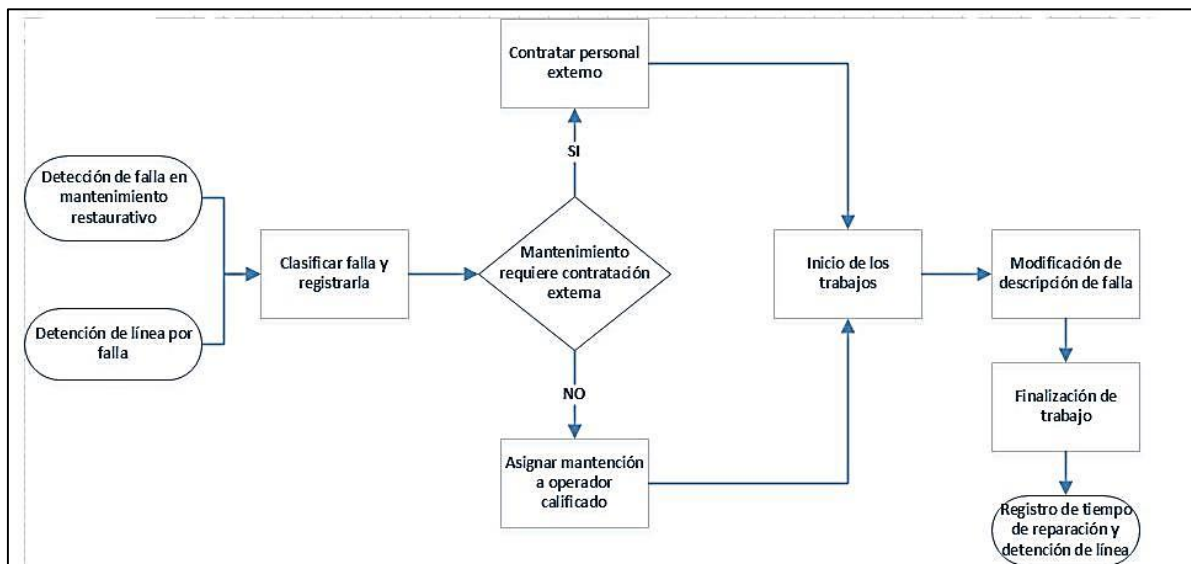 Contratar personal
externo
SI
Detección de falla en
mantenimiento
restaurativo
Clasificar falla y
registrarla
Mantenimiento
requiere contratación
externa
Inicio de los
trabajos
Modificación de
descripción de falla
Detención de línea por
falla
NO
Finalización de
trabajo
Asignar mantención
a operador
calificado
Registro de tiempo
de reparación y
detención de línea